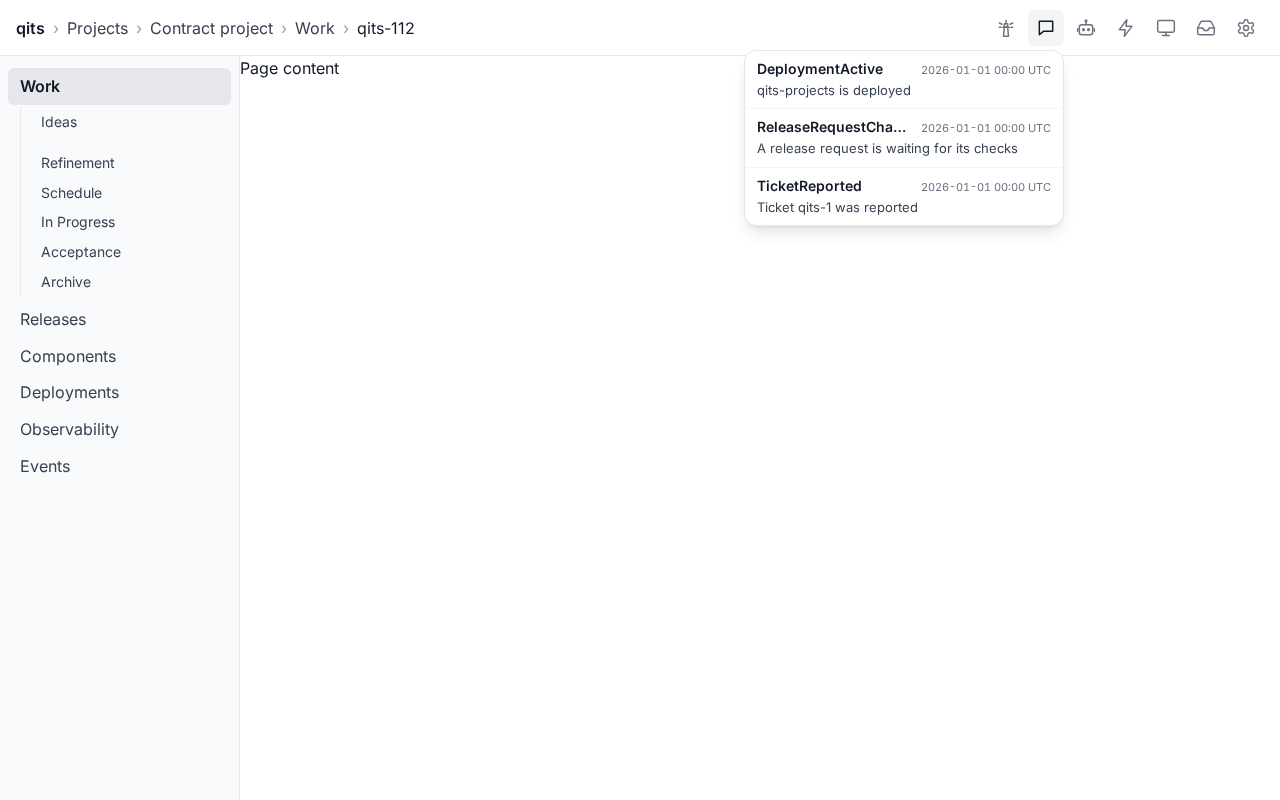 qits › Projects › Contract project › Work › qits-112
DeploymentActive 2026-01-01 00:00 UTC
qits-projects is deployed
ReleaseRequestCha... 2026-01-01 00:00 UTC
A release request is waiting for its checks
TicketReported 2026-01-01 00:00 UTC
Ticket qits-1 was reported
Work
Ideas
Refinement
Schedule
In Progress
Acceptance
Archive
Releases
Components
Deployments
Observability
Events
Page content